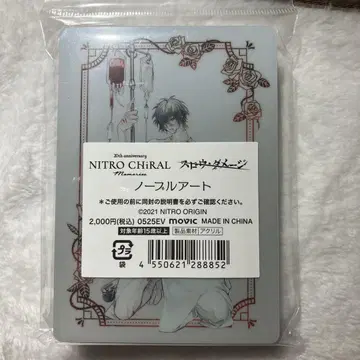 10th anniversary
NITRO CHiRAL スロウ・ダメージ
Memories
ノーブルアート
＊ご使用の前に同封の説明書を必ずご確認ください。
©2021 NITRO ORIGIN
2,000円(税込) 0525EV movic MADE IN CHINA
対象年齢15歳以上 製品素材 アクリル
プラ
袋
4 550621 288852